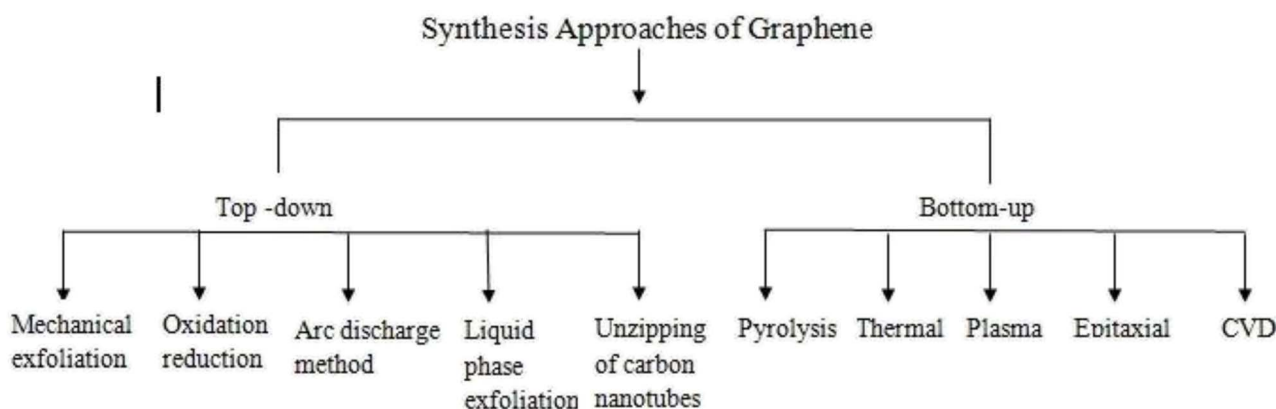 Synthesis Approaches of Graphene
Top -down
Bottom-up
Mechanical
exfoliation
Oxidation
reduction
Arc discharge
method
Liquid
phase
exfoliation
Unzipping
of carbon
nanotubes
Pyrolysis
Thermal
Plasma
Epitaxial
CVD